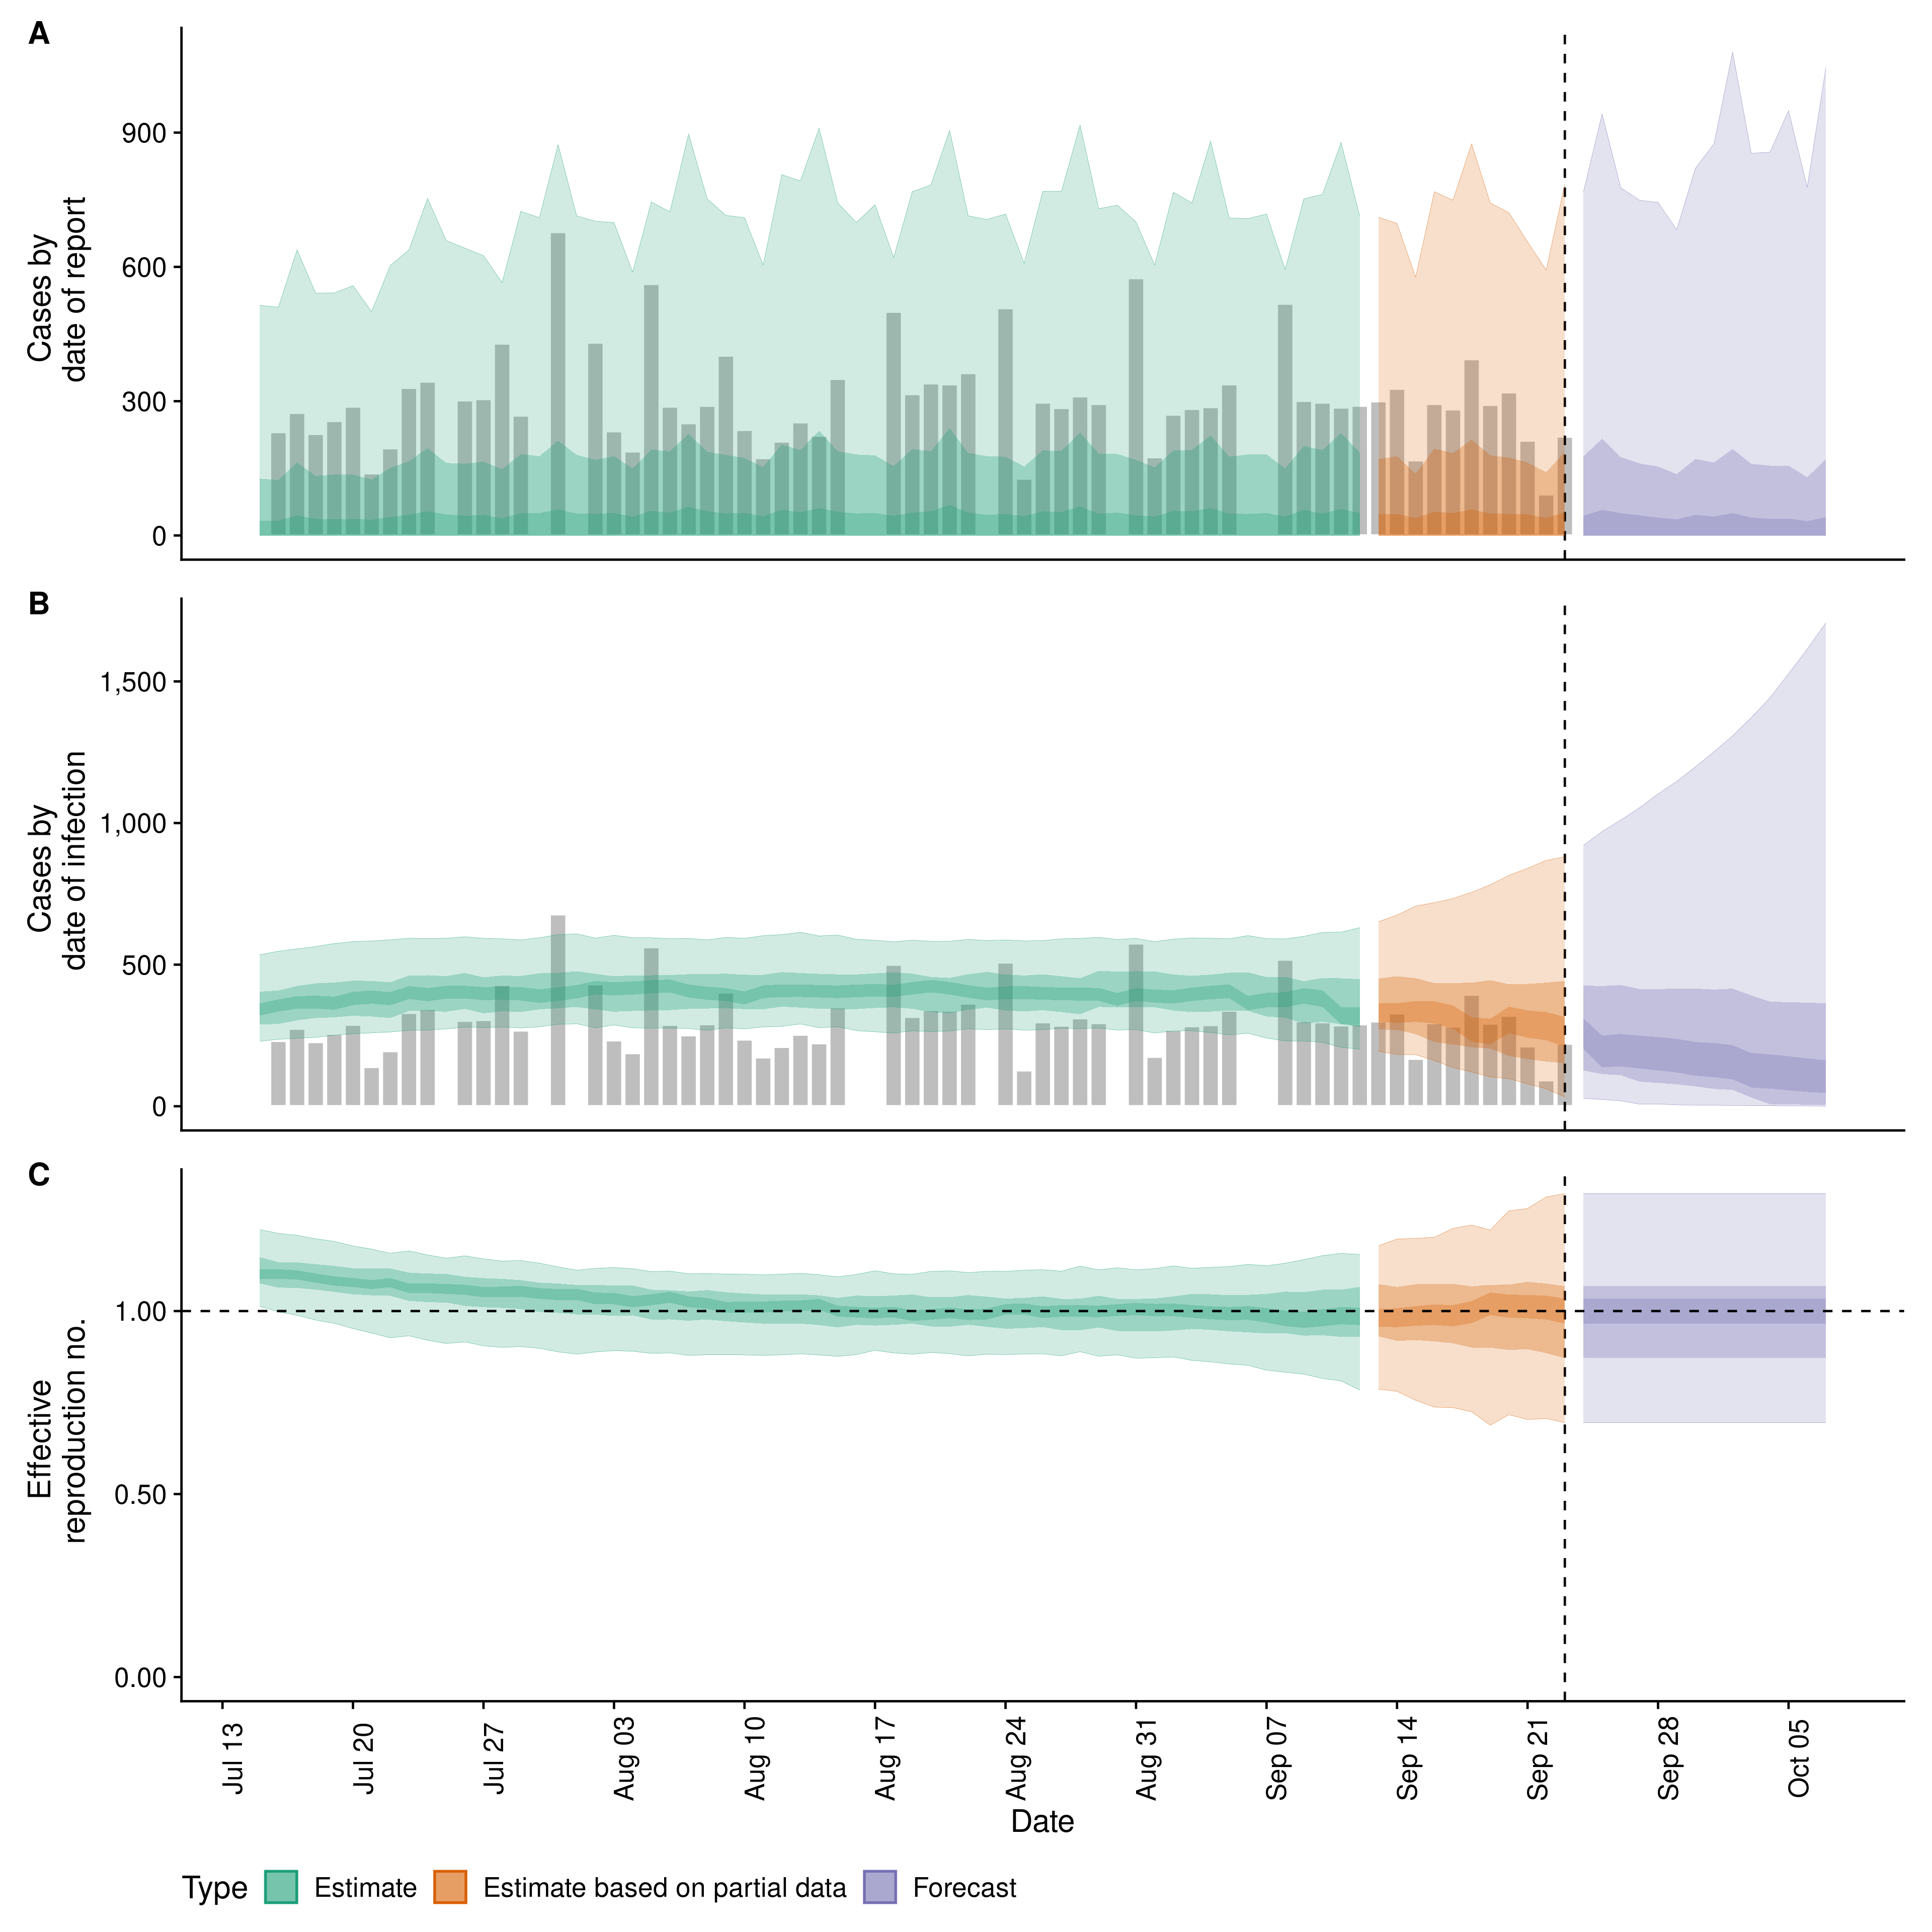 A
Cases by
date of report
900
600
300
0
B
Cases by
date of infection
1,500
1,000
500
0
C
Effective
reproduction no.
1.00
0.50
0.00
Jul 13
Jul 20
Jul 27
Aug 03
Aug 10
Aug 17
Aug 24
Aug 31
Sep 07
Sep 14
Sep 21
Sep 28
Oct 05
Date
Type Estimate Estimate based on partial data Forecast